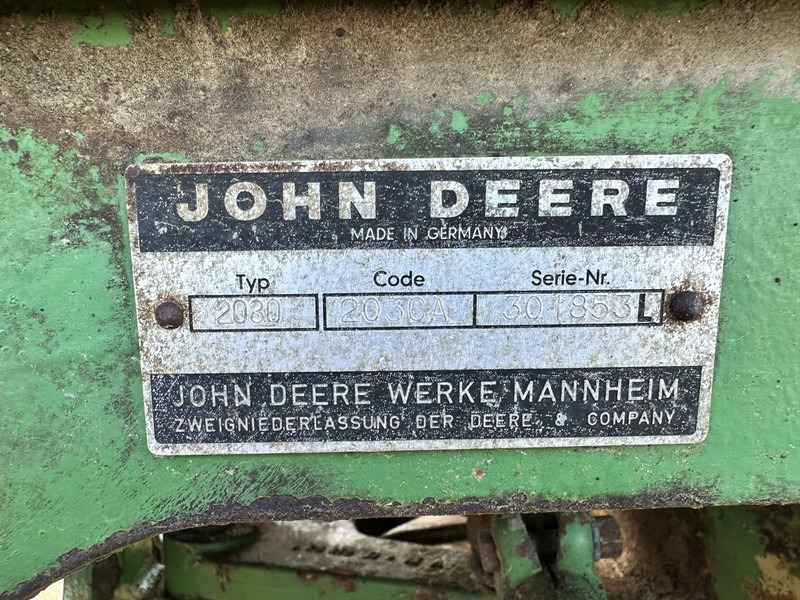 JOHN DEERE
MADE IN GERMANY
Typ Code Serie-Nr.
2030 203CA 301853L
JOHN DEERE WERKE MANNHEIM
ZWEIGNIEDERLASSUNG DER DEERE & COMPANY